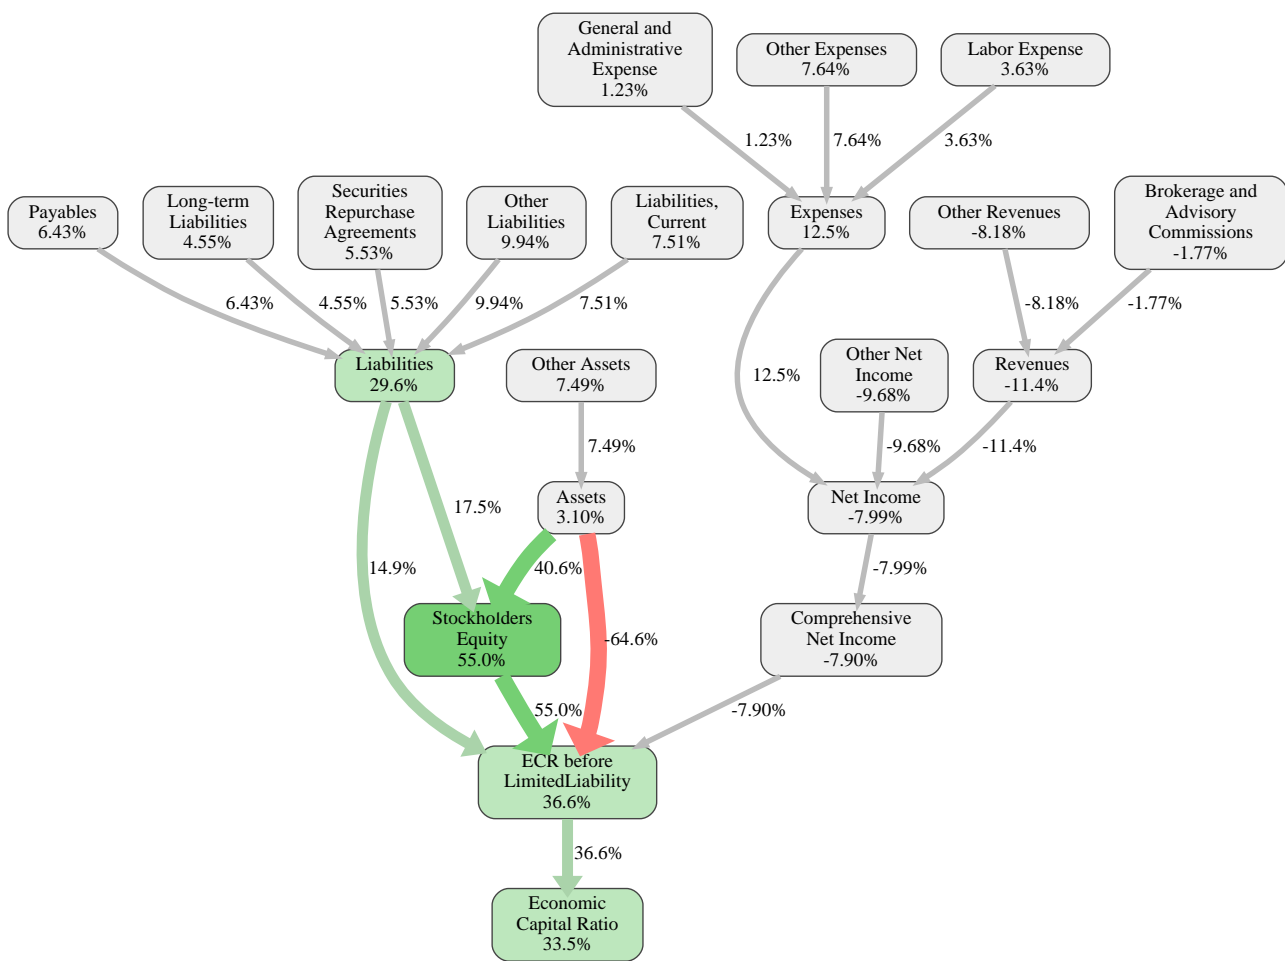 General and
Administrative
Expense
1.23%
Other Expenses
7.64%
Labor Expense
3.63%
1.23%
7.64%
3.63%
Payables
6.43%
Long-term
Liabilities
4.55%
Securities
Repurchase
Agreements
5.53%
Other
Liabilities
9.94%
Liabilities,
Current
7.51%
Expenses
12.5%
Other Revenues
-8.18%
Brokerage and
Advisory
Commissions
-1.77%
6.43%
4.55%
5.53%
9.94%
7.51%
-8.18%
-1.77%
Liabilities
29.6%
Other Assets
7.49%
12.5%
Other Net
Income
-9.68%
Revenues
-11.4%
7.49%
-9.68%
-11.4%
17.5%
Assets
3.10%
Net Income
-7.99%
14.9%
40.6%
-7.99%
Stockholders
Equity
55.0%
-64.6%
Comprehensive
Net Income
-7.90%
55.0%
-7.90%
ECR before
LimitedLiability
36.6%
36.6%
Economic
Capital Ratio
33.5%